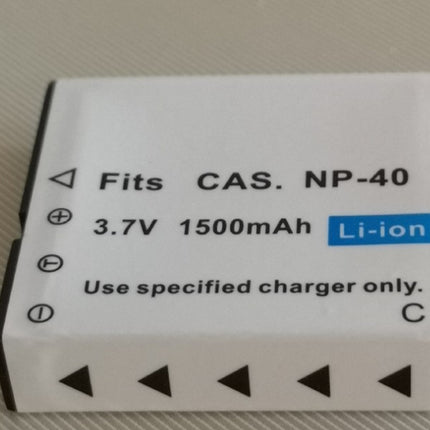 Fits CAS. NP-40
3.7V 1500mAh Li-ion
T
Use specified charger only.
C